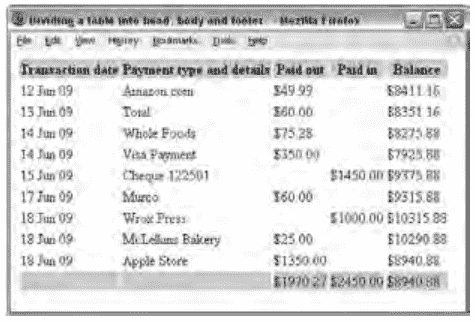 Dividing a table into head, body and footer - Mozilla Firefox
File Edit View History Bookmarks Tools Help
Transaction date Payment type and details Paid out Paid in Balance
12 Jun 09 Amazon.com $49.99 $8411.16
13 Jun 09 Total $60.00 $8351.16
14 Jun 09 Whole Foods $75.28 $8275.88
14 Jun 09 Visa Payment $350.00 $7925.88
15 Jun 09 Cheque 122501 $1450.00 $9375.88
17 Jun 09 Murco $60.00 $9315.88
18 Jun 09 Wrox Press $1000.00 $10315.88
18 Jun 09 McLellans Bakery $25.00 $10290.88
18 Jun 09 Apple Store $1350.00 $8940.88
$1970.27 $2450.00 $8940.88